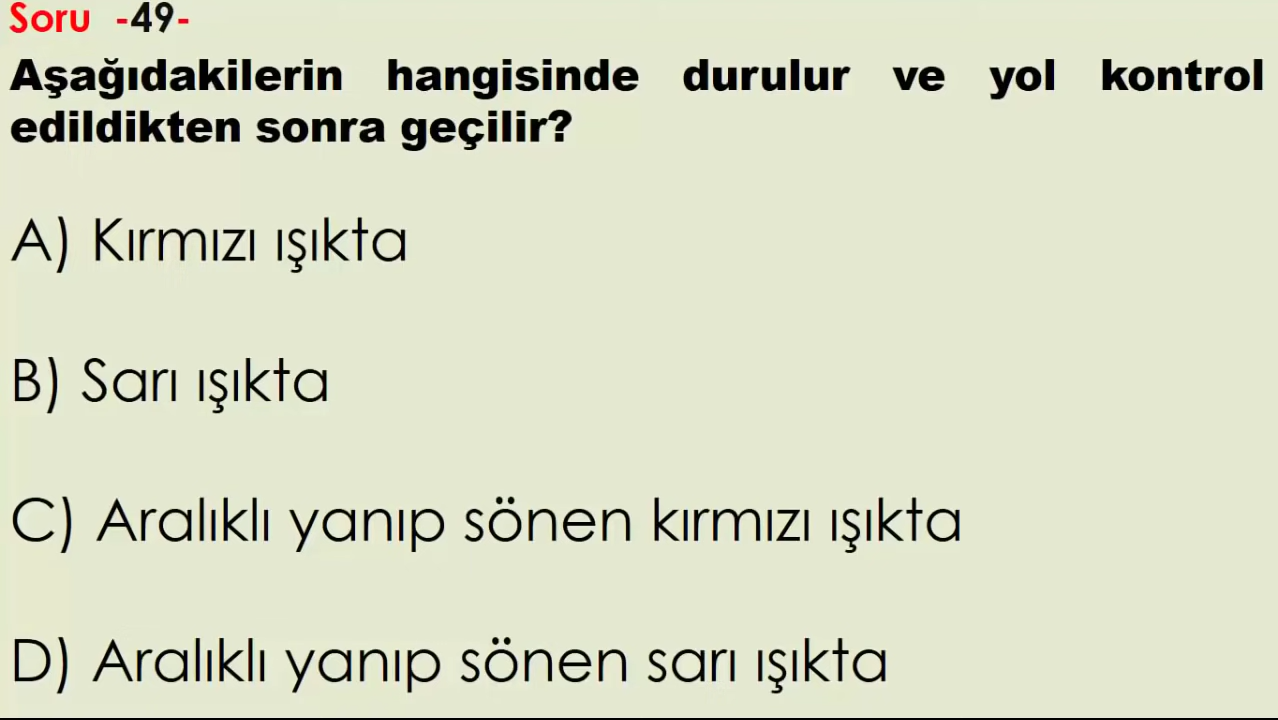 Soru -49-
Aşağıdakilerin hangisinde durulur ve yol kontrol
edildikten sonra geçilir?
A) Kırmızı ışıkta
B) Sarı ışıkta
C) Aralıklı yanıp sönen kırmızı ışıkta
D) Aralıklı yanıp sönen sarı ışıkta